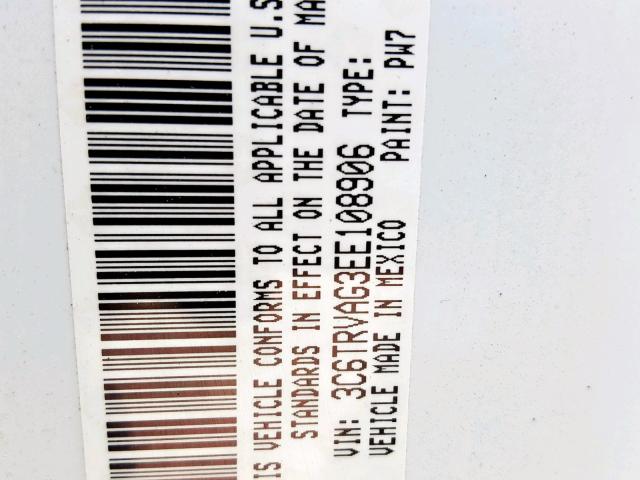 IS VEHICLE CONFORMS TO ALL APPLICABLE U.S
STANDARDS IN EFFECT ON THE DATE OF MA
VIN: 3C6TRVAG3EE108906 TYPE:
VEHICLE MADE IN MEXICO PAINT: PW7